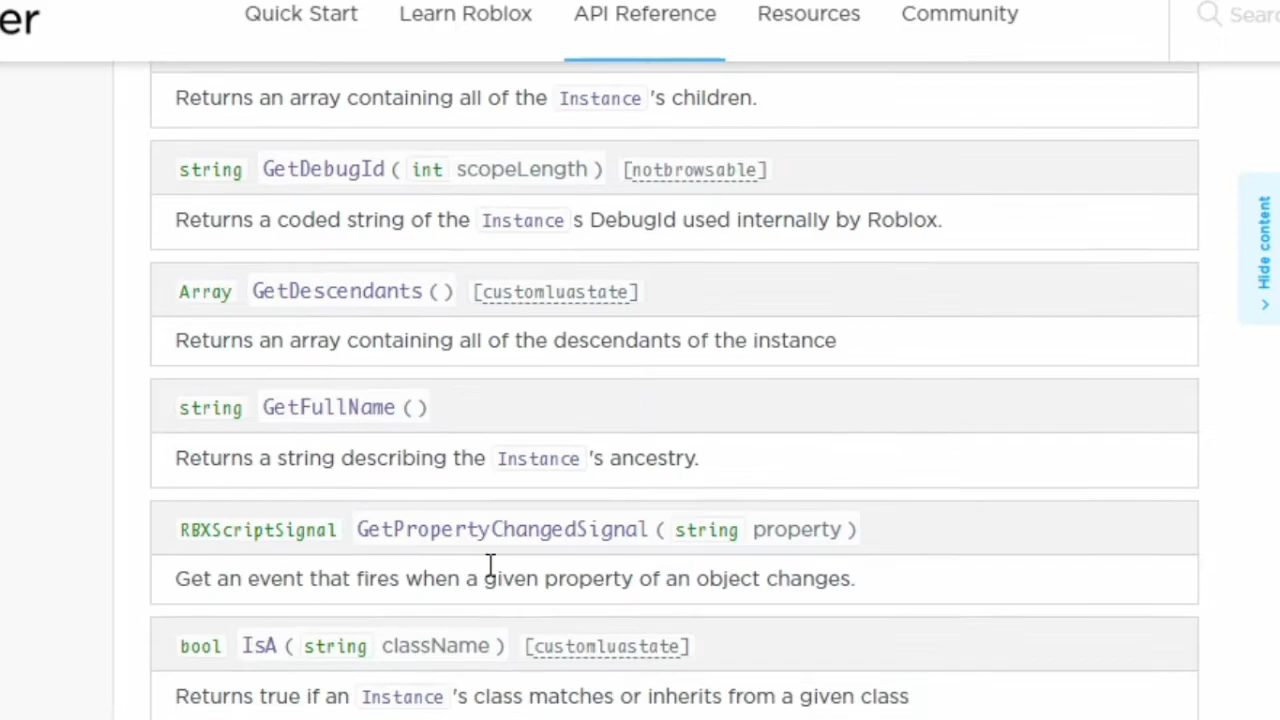 er
Quick Start Learn Roblox API Reference Resources Community Searc
Returns an array containing all of the Instance 's children.
string GetDebugId ( int scopeLength ) [notbrowsable]
Returns a coded string of the Instance s DebugId used internally by Roblox.
Array GetDescendants () [customluastate]
Returns an array containing all of the descendants of the instance
string GetFullName ()
Returns a string describing the Instance 's ancestry.
RBXScriptSignal GetPropertyChangedSignal ( string property )
Get an event that fires when a given property of an object changes.
bool IsA ( string className ) [customluastate]
Returns true if an Instance 's class matches or inherits from a given class
Hide content